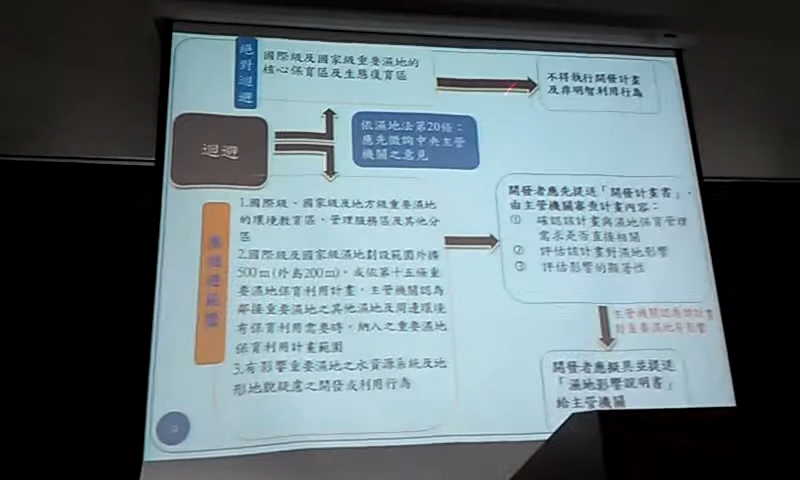 絕對迴避
國際級及國家級重要濕地的
核心保育區及生態復育區
不得執行開發計畫
及非明智利用行為
迴避
依濕地法第20條：
應先徵詢中央主管
機關之意見
1.國際級、國家級及地方級重要濕地
的環境教育區、管理服務區及其他分
區
2.國際級及國家級濕地劃設範圍外擴
500m(外島200m)，或依第十五條重
要濕地保育利用計畫，主管機關認為
鄰接重要濕地之其他濕地及周邊環境
有保育利用需要時，納入之重要濕地
保育利用計畫範圍
3.有影響重要濕地之水資源系統及地
形地貌疑慮之開發或利用行為
開發者應先提送「開發計畫書」，
由主管機關審查計畫內容：
① 確認該計畫與濕地保育管理
需求是否直接相關
② 評估該計畫對濕地影響
③ 評估影響的顯著性
主管機關認為該計畫
對重要濕地有影響
開發者應擬具並提送
「濕地影響說明書」
給主管機關